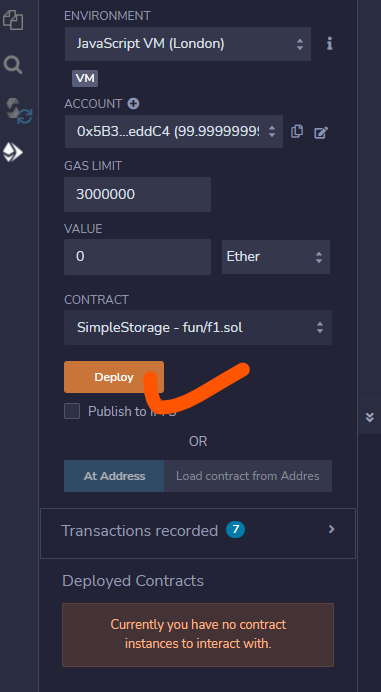 ENVIRONMENT
JavaScript VM (London)
VM
ACCOUNT
0x5B3...eddC4 (99.99999999
GAS LIMIT
3000000
VALUE
0
Ether
CONTRACT
SimpleStorage - fun/f1.sol
Deploy
Publish to
OR
At Address
Load contract from Addres
Transactions recorded 7
Deployed Contracts
Currently you have no contract
instances to interact with.